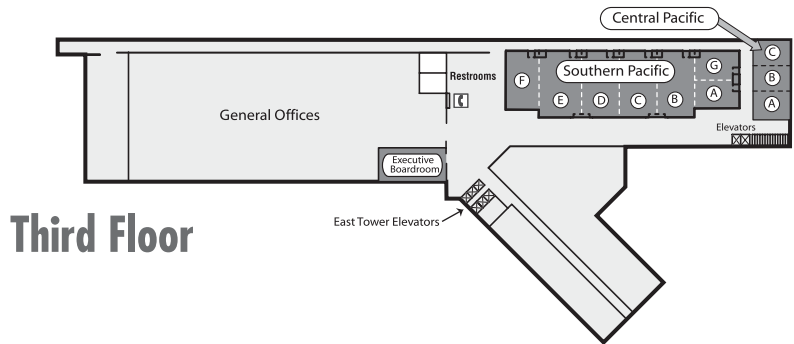 Central Pacific
C
Southern Pacific
G
Restrooms
F
B
E
D
C
B
A
A
General Offices
Elevators
Executive
Boardroom
East Tower Elevators
Third Floor